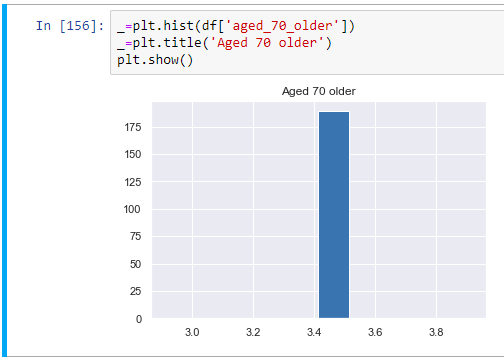 In [156]: _=plt.hist(df['aged_70_older'])
_=plt.title('Aged 70 older')
plt.show()
Aged 70 older
175
150
125
100
75
50
25
0
3.0 3.2 3.4 3.6 3.8